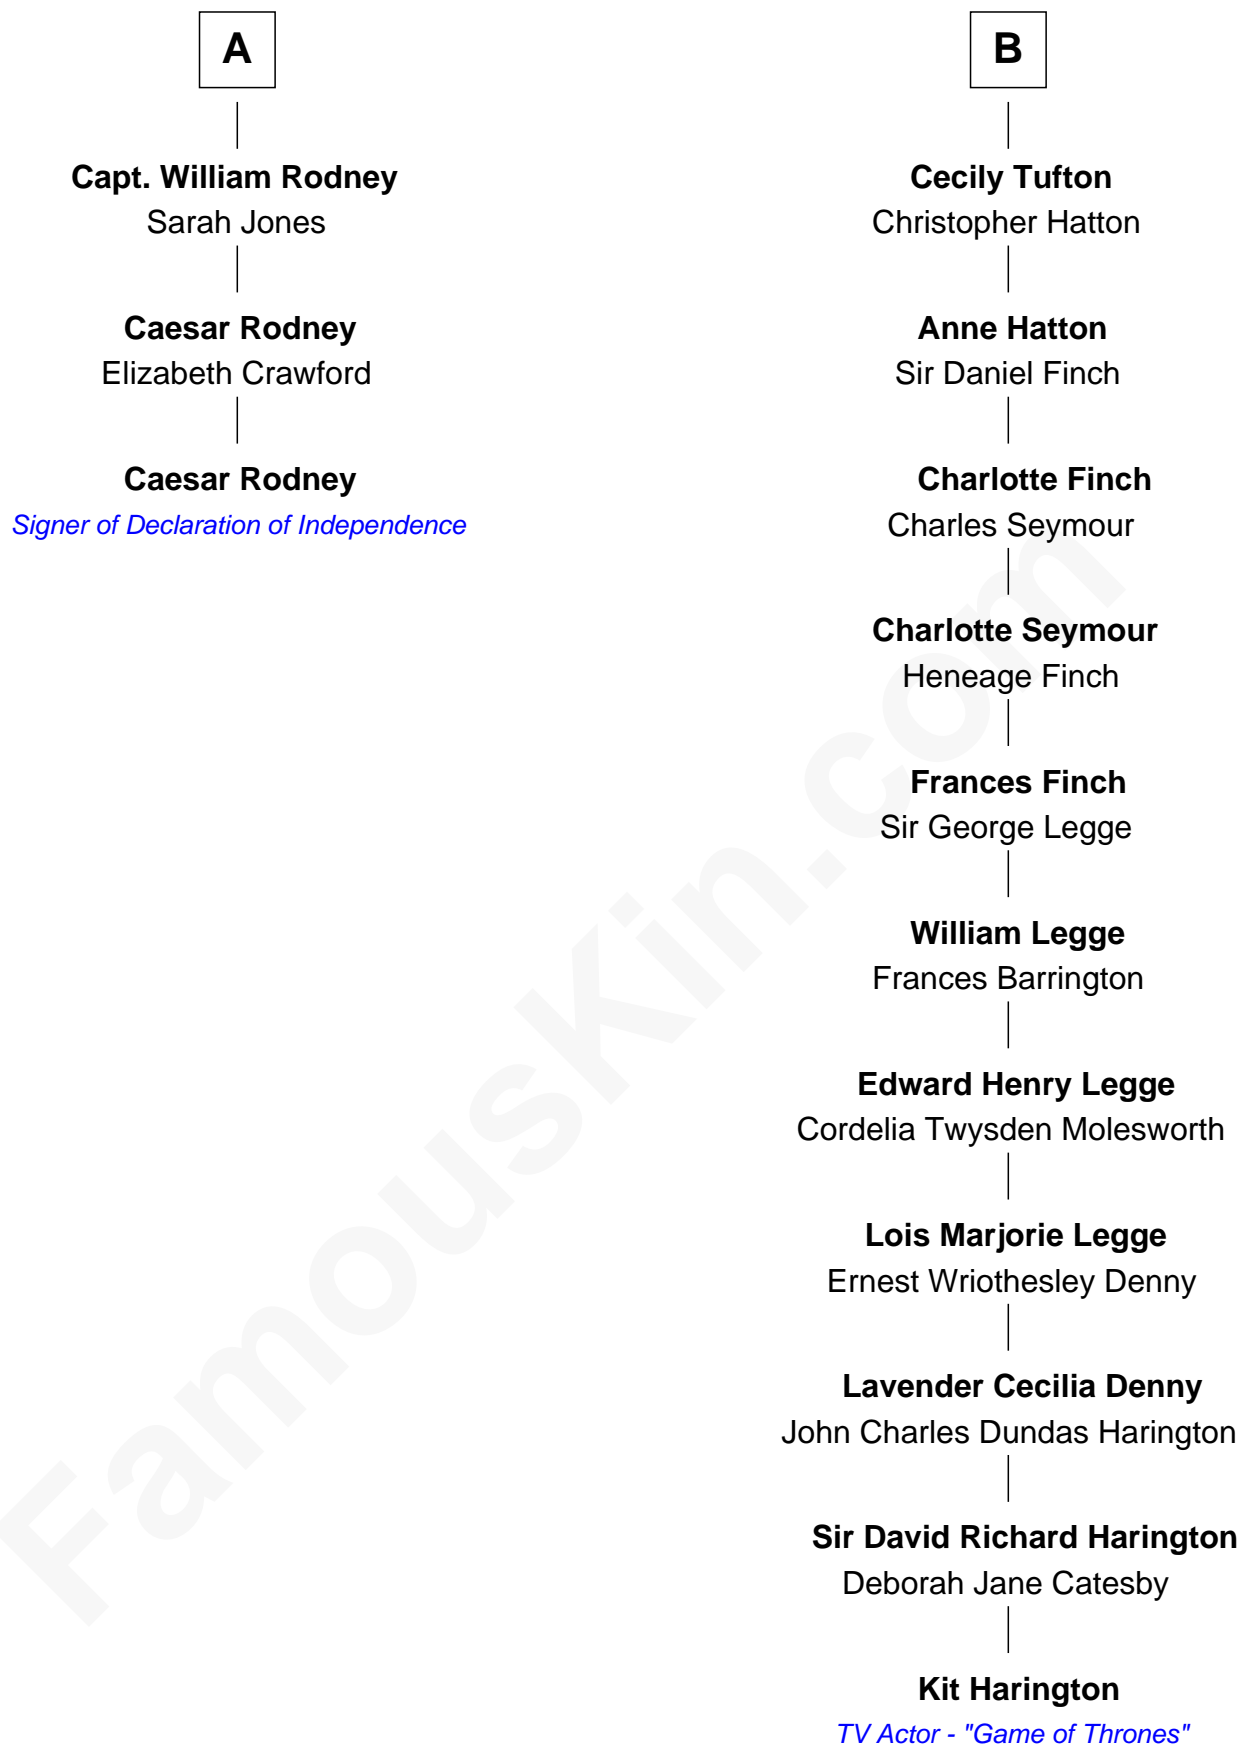 A
Capt. William Rodney
Sarah Jones
Caesar Rodney
Elizabeth Crawford
Caesar Rodney
Signer of Declaration of Independence
B
Cecily Tufton
Christopher Hatton
Anne Hatton
Sir Daniel Finch
Charlotte Finch
Charles Seymour
Charlotte Seymour
Heneage Finch
Frances Finch
Sir George Legge
William Legge
Frances Barrington
Edward Henry Legge
Cordelia Twysden Molesworth
Lois Marjorie Legge
Ernest Wriothesley Denny
Lavender Cecilia Denny
John Charles Dundas Harington
Sir David Richard Harington
Deborah Jane Catesby
Kit Harington
TV Actor - "Game of Thrones"
FamousKin.com